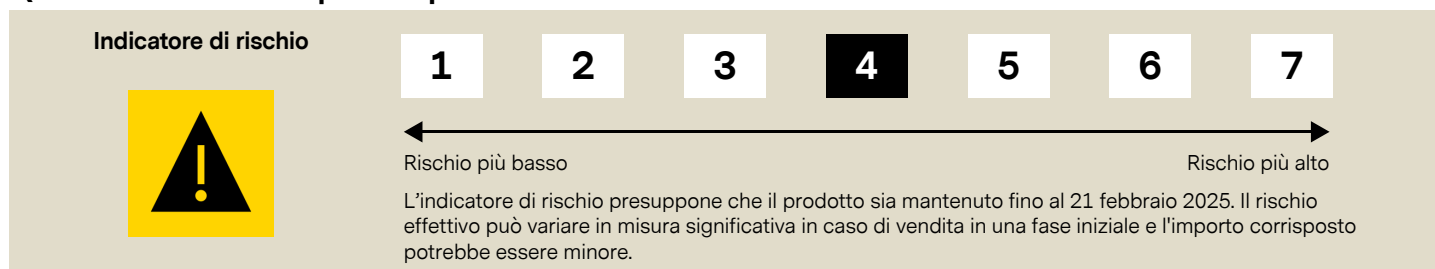 Indicatore di rischio
1 2 3 4 5 6 7
Rischio più basso Rischio più alto
L'indicatore di rischio presuppone che il prodotto sia mantenuto fino al 21 febbraio 2025. Il rischio
effettivo può variare in misura significativa in caso di vendita in una fase iniziale e l'importo corrisposto
potrebbe essere minore.